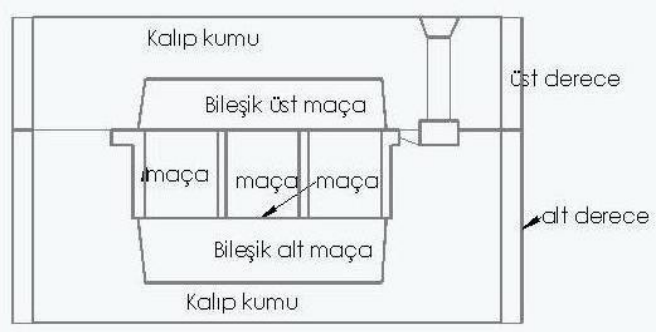 Kalıp kumu
üst derece
Bileşik üst maça
maça
maça
maça
alt derece
Bileşik alt maça
Kalıp kumu